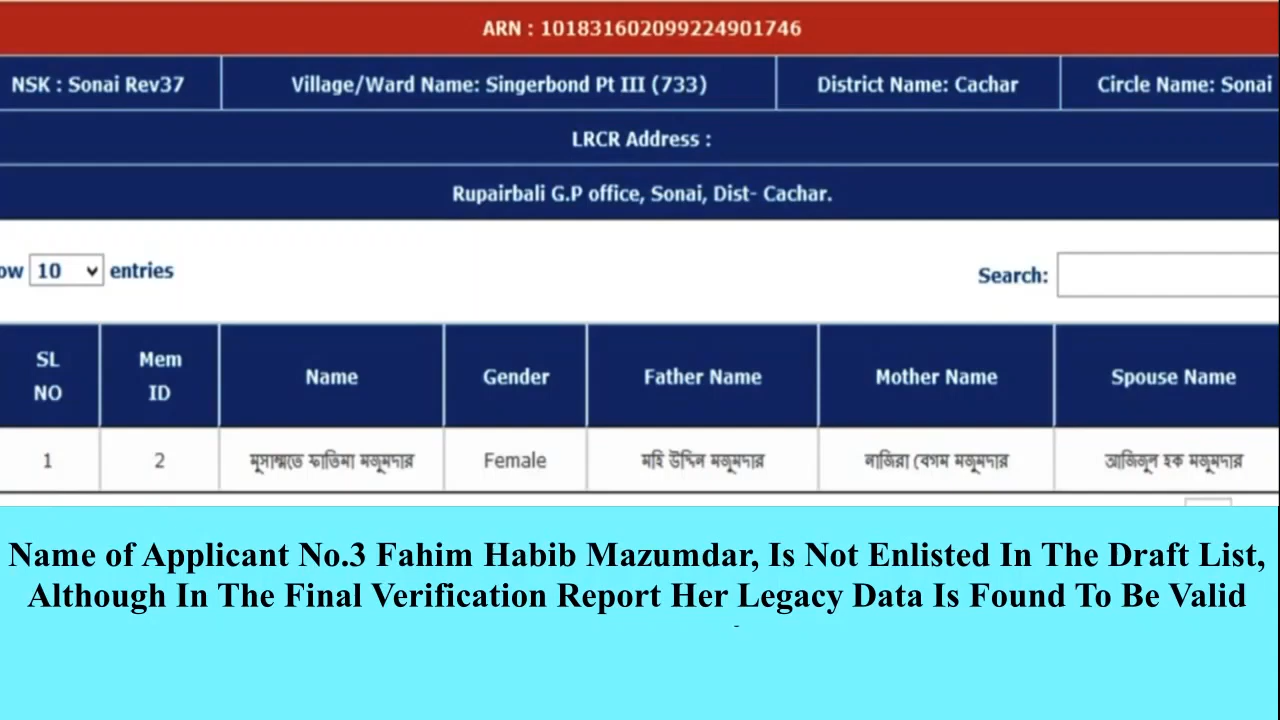 ARN : 101831602099224901746
NSK : Sonai Rev37 Village/Ward Name: Singerbond Pt III (733) District Name: Cachar Circle Name: Sonai
LRCR Address :
Rupairbali G.P office, Sonai, Dist- Cachar.
ow 10 entries Search:
SL NO Mem ID Name Gender Father Name Mother Name Spouse Name
1 2 মুসাম্মতে ফাতিমা মজুমদার Female মহি উদ্দিন মজুমদার নাজিরা বেগম মজুমদার আজিজুল হক মজুমদার
Name of Applicant No.3 Fahim Habib Mazumdar, Is Not Enlisted In The Draft List,
Although In The Final Verification Report Her Legacy Data Is Found To Be Valid